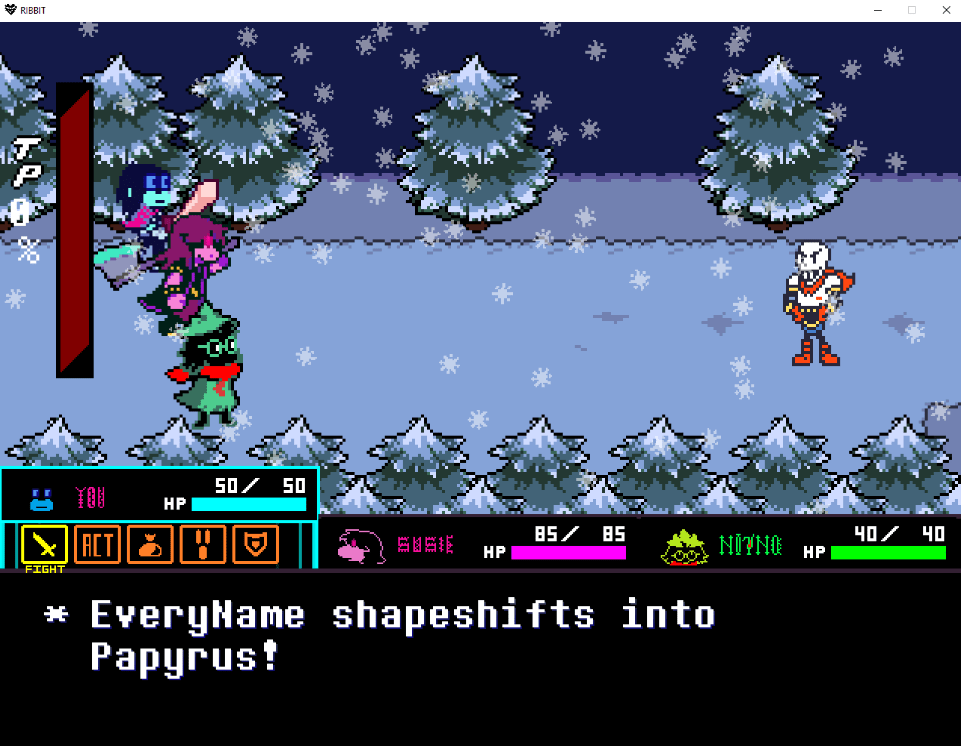 RIBBIT
TP
0
%
YOU
50/ 50
HP
ACT
FIGHT
SUSIE
85/ 85
HP
40/ 40
HP
* EveryName shapeshifts into
Papyrus!